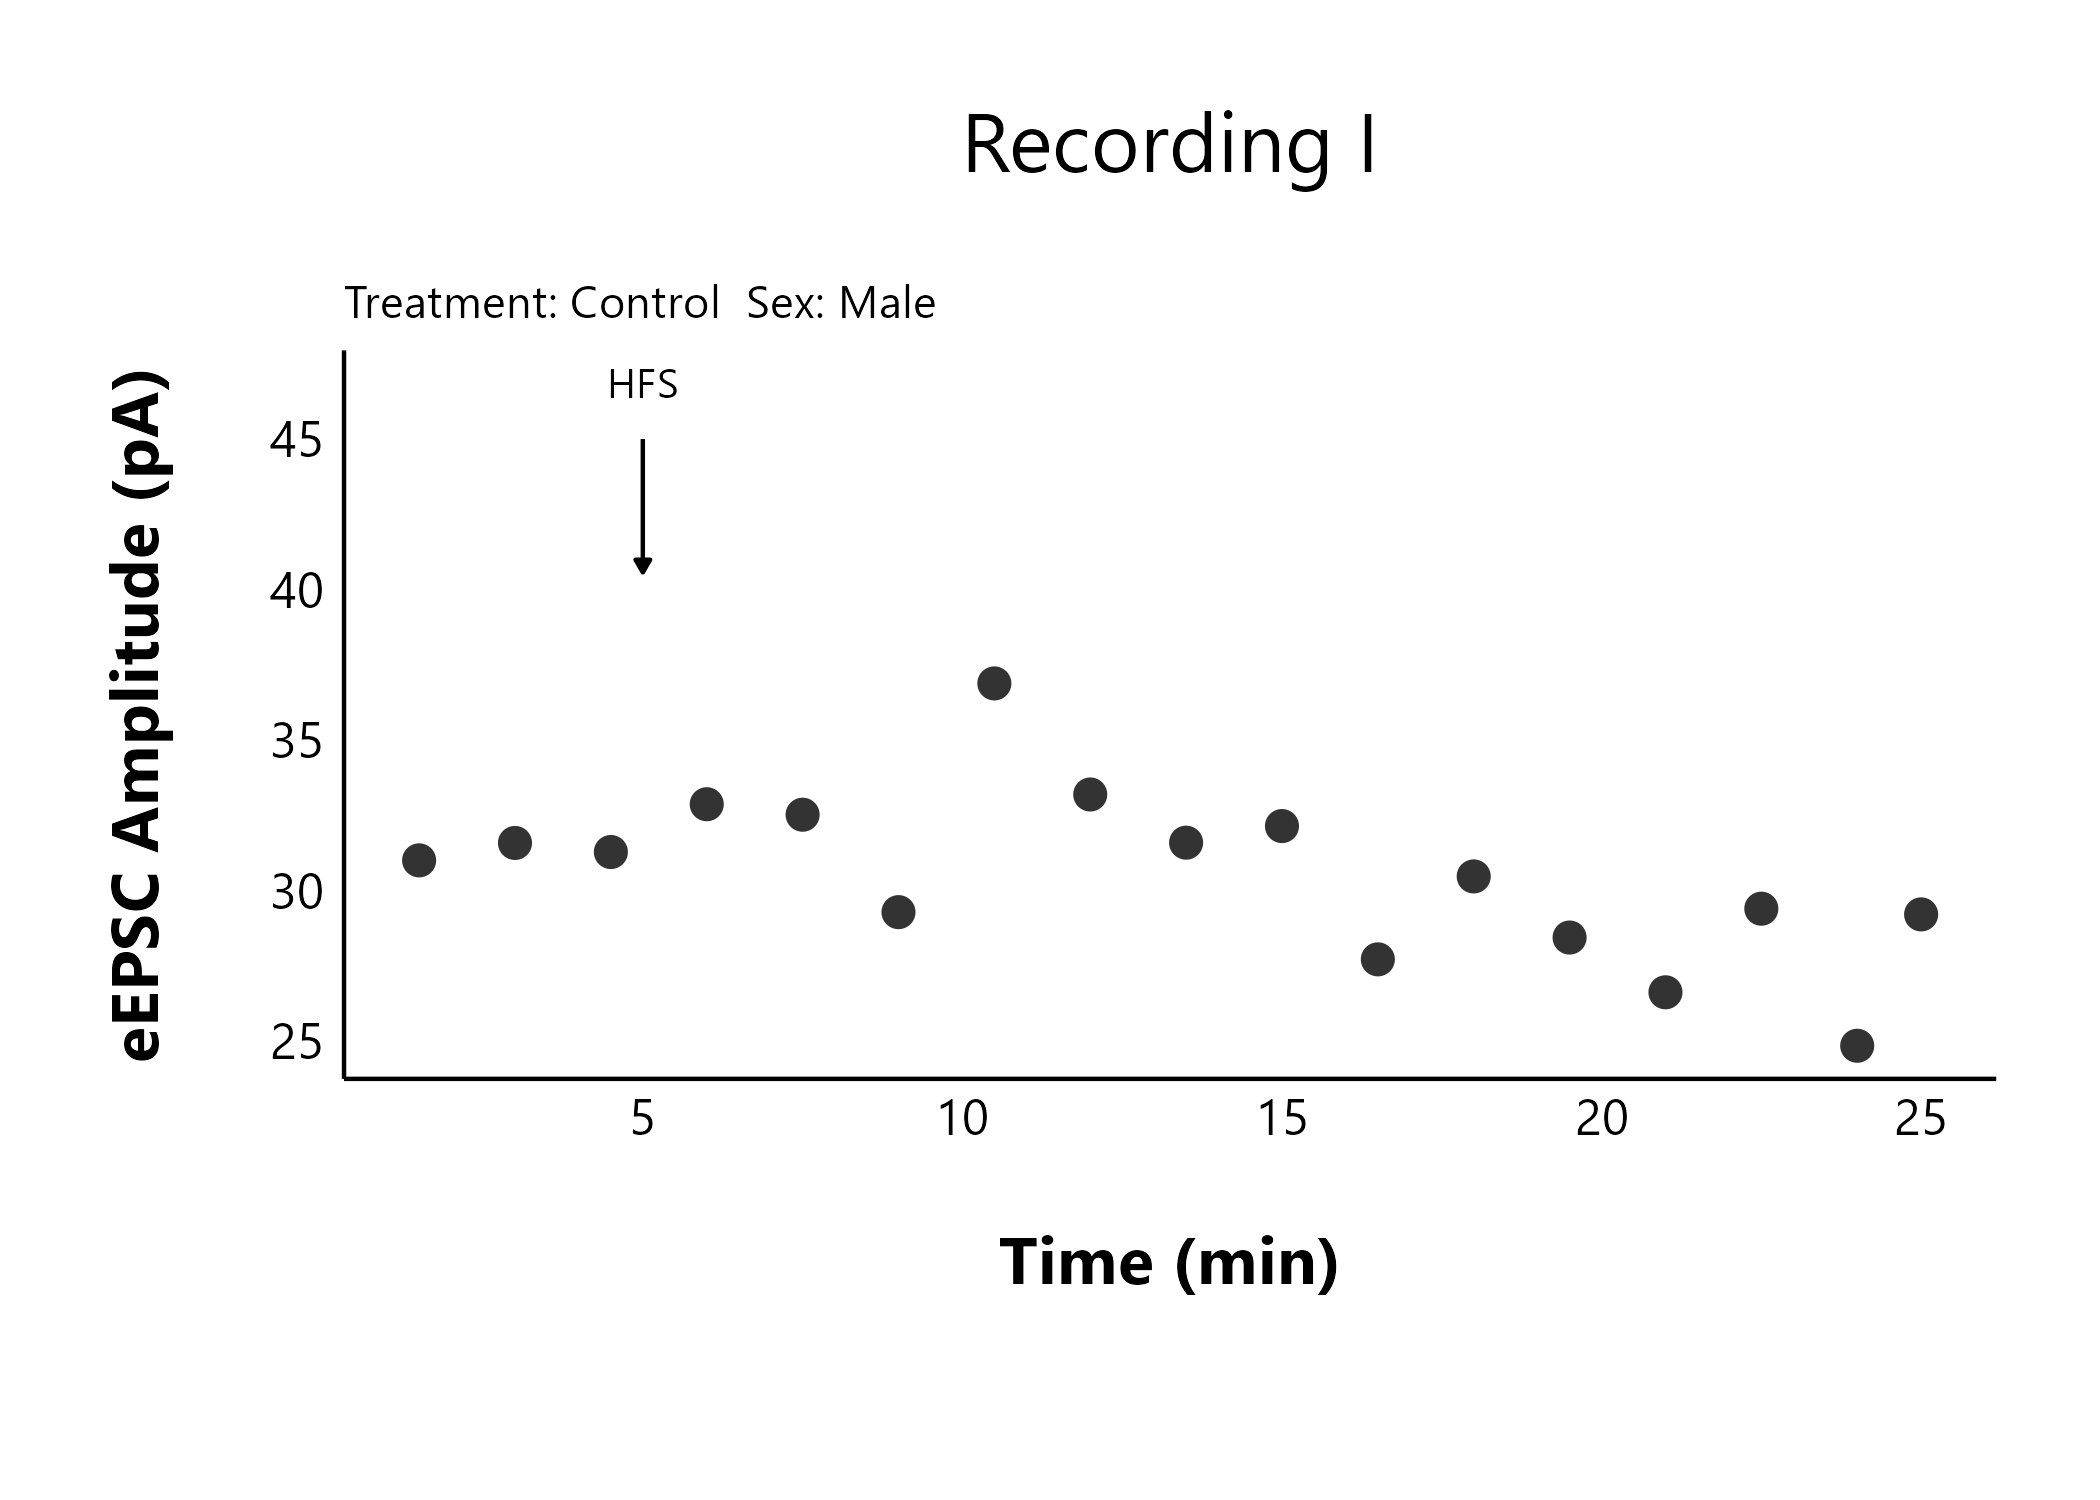 Recording I
Treatment: Control  Sex: Male
HFS
eEPSC Amplitude (pA)
45
40
35
30
25
5 10 15 20 25
Time (min)